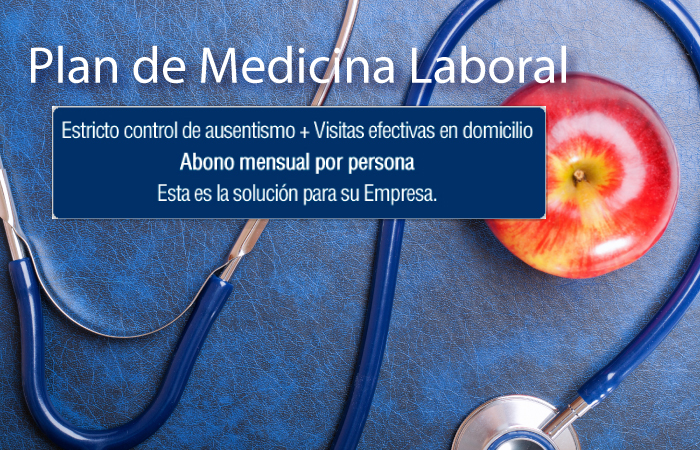 Plan de Medicina Laboral
Estricto control de ausentismo + Visitas efectivas en domicilio
Abono mensual por persona
Esta es la solución para su Empresa.